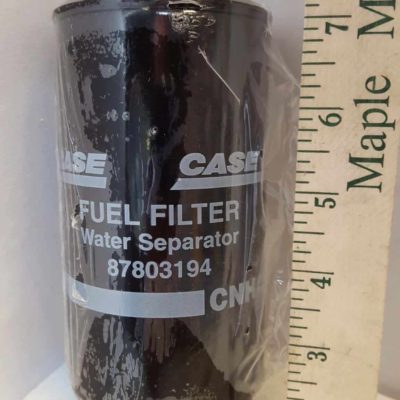 CASE CASE
FUEL FILTER
Water Separator
87803194
CNH
7
6
5
4
3
Maple M